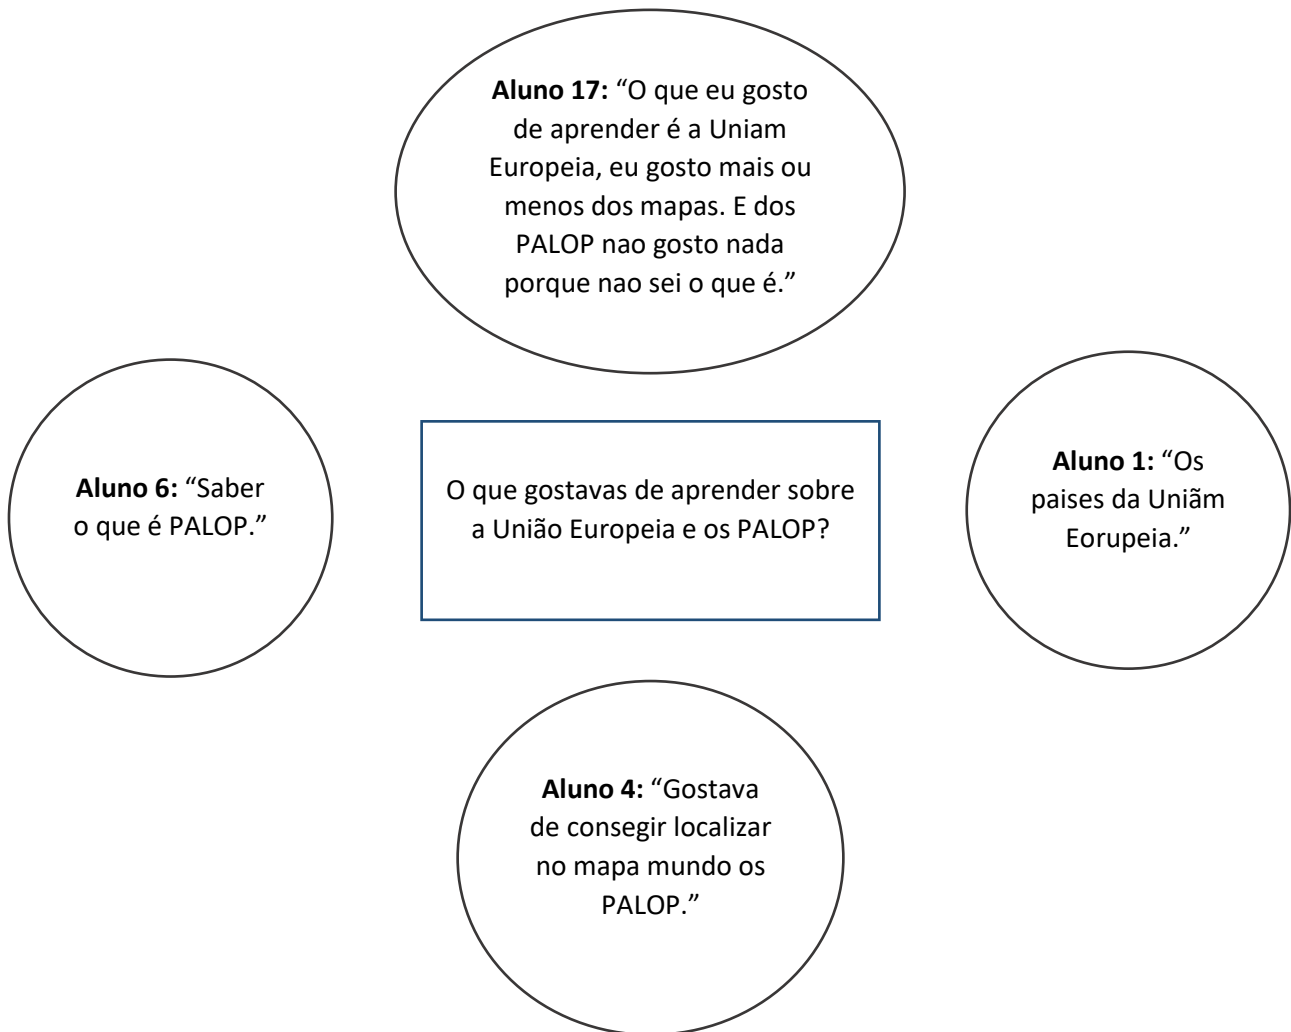 Aluno 17: “O que eu gosto
de aprender é a Uniam
Europeia, eu gosto mais ou
menos dos mapas. E dos
PALOP nao gosto nada
porque nao sei o que é.”
Aluno 6: “Saber
o que é PALOP.”
O que gostavas de aprender sobre
a União Europeia e os PALOP?
Aluno 1: “Os
paises da Uniãm
Eorupeia.”
Aluno 4: “Gostava
de consegir localizar
no mapa mundo os
PALOP.”